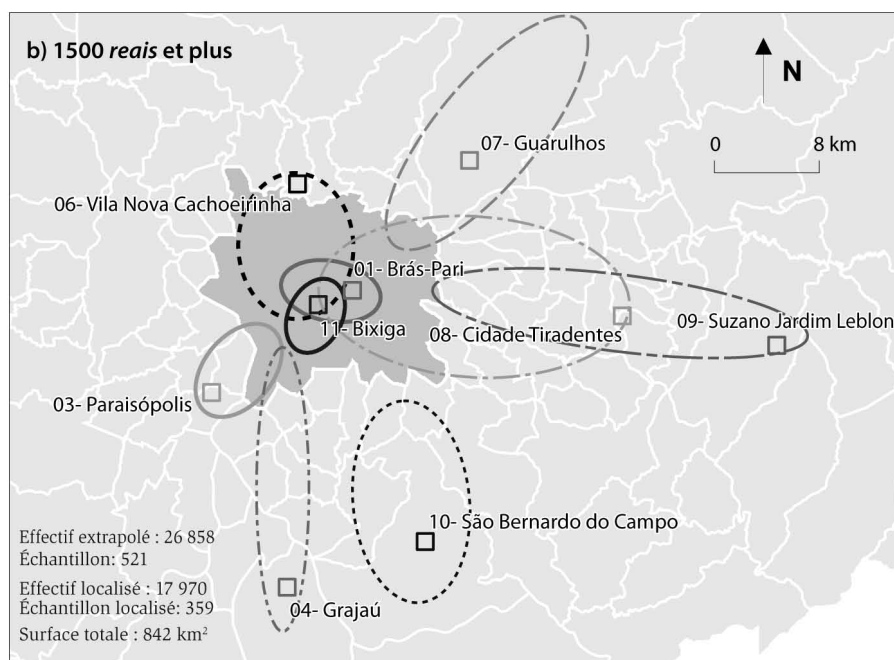 b) 1500 reais et plus
N
07- Guarulhos
0 8 km
06- Vila Nova Cachoeirinha
01- Brás-Pari
11- Bixiga
08- Cidade Tiradentes
09- Suzano Jardim Leblon
03- Paraisópolis
10- São Bernardo do Campo
04- Grajaú
Effectif extrapolé : 26 858
Échantillon: 521
Effectif localisé : 17 970
Échantillon localisé: 359
Surface totale : 842 km²